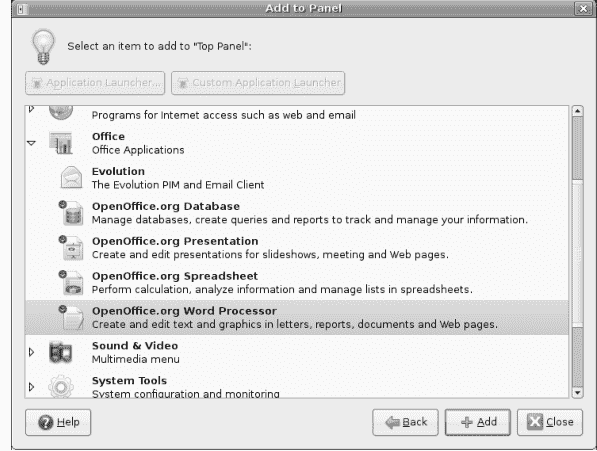 Add to Panel
Select an item to add to "Top Panel":
Application Launcher...
Custom Application Launcher
Programs for Internet access such as web and email
Office
Office Applications
Evolution
The Evolution PIM and Email Client
OpenOffice.org Database
Manage databases, create queries and reports to track and manage your information.
OpenOffice.org Presentation
Create and edit presentations for slideshows, meeting and Web pages.
OpenOffice.org Spreadsheet
Perform calculation, analyze information and manage lists in spreadsheets.
OpenOffice.org Word Processor
Create and edit text and graphics in letters, reports, documents and Web pages.
Sound & Video
Multimedia menu
System Tools
System configuration and monitoring
Help
Back
Add
Close